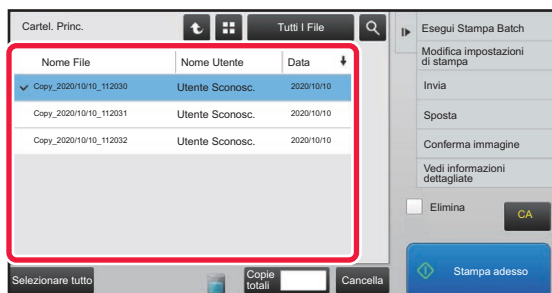 Cartel. Princ.
Tutti I File
Nome File
Nome Utente
Data
Copy_2020/10/10_112030
Utente Sconosc.
2020/10/10
Copy_2020/10/10_112031
Utente Sconosc.
2020/10/10
Copy_2020/10/10_112032
Utente Sconosc.
2020/10/10
Selezionare tutto
Copie
totali
Cancella
Esegui Stampa Batch
Modifica impostazioni
di stampa
Invia
Sposta
Conferma immagine
Vedi informazioni
dettagliate
Elimina
CA
Stampa adesso